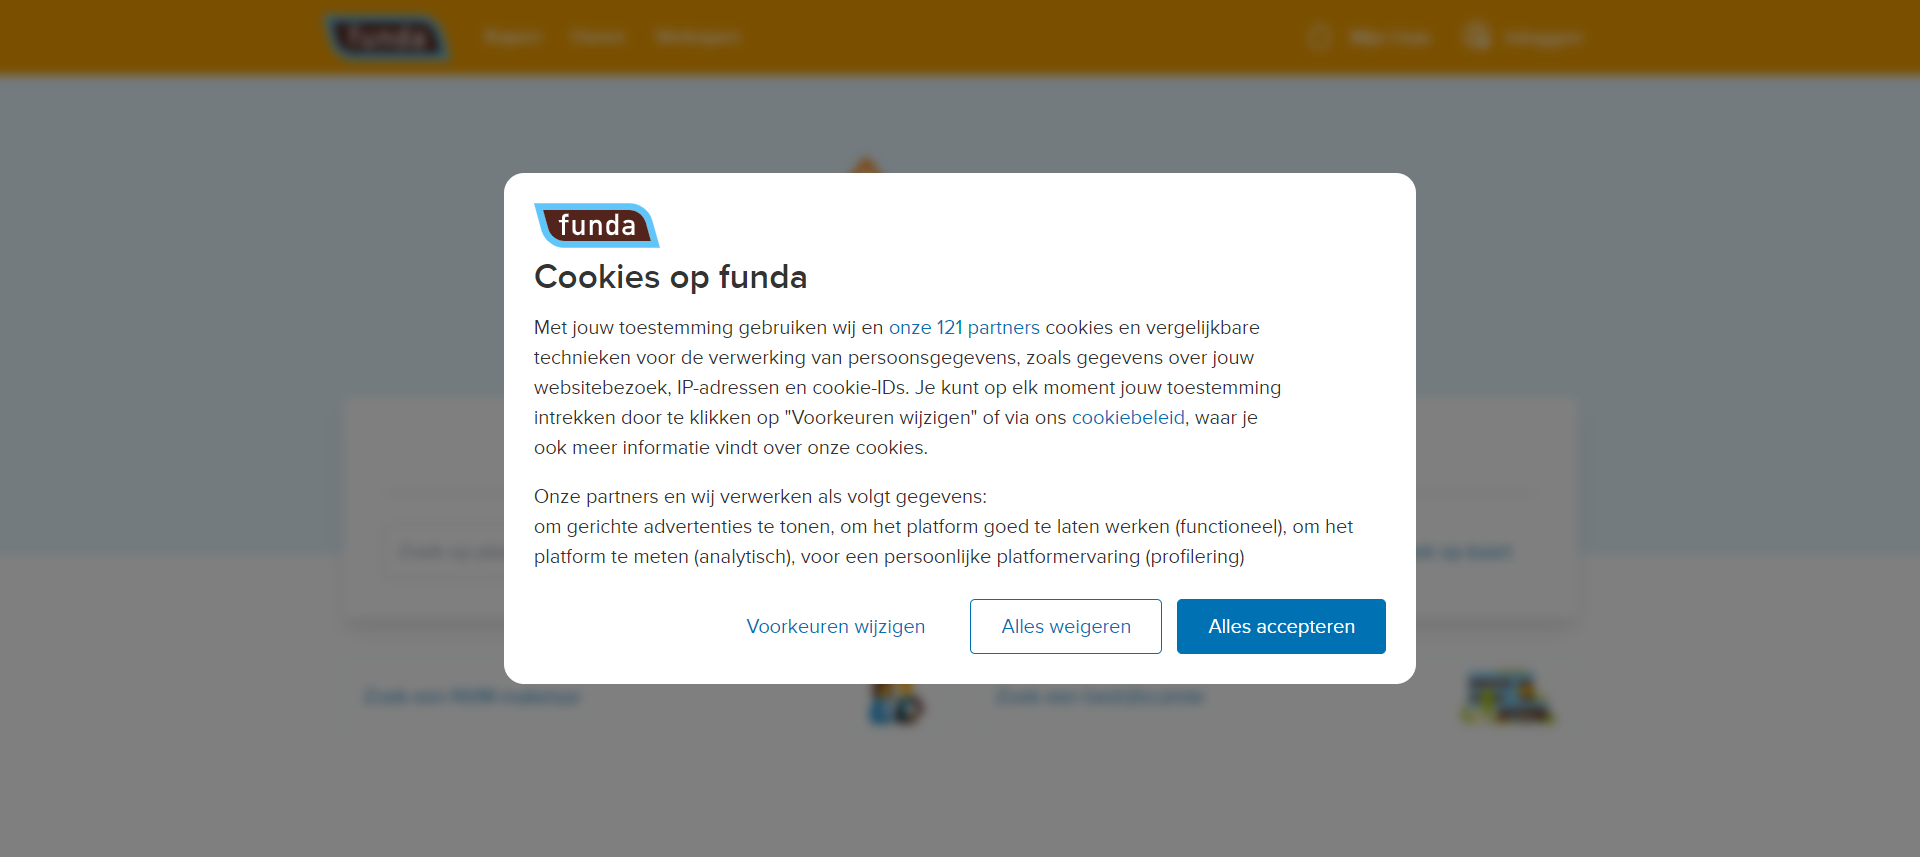 funda
Cookies op funda
Met jouw toestemming gebruiken wij en onze 121 partners cookies en vergelijkbare
technieken voor de verwerking van persoonsgegevens, zoals gegevens over jouw
websitebezoek, IP-adressen en cookie-IDs. Je kunt op elk moment jouw toestemming
intrekken door te klikken op "Voorkeuren wijzigen" of via ons cookiebeleid, waar je
ook meer informatie vindt over onze cookies.
Onze partners en wij verwerken als volgt gegevens:
om gerichte advertenties te tonen, om het platform goed te laten werken (functioneel), om het
platform te meten (analytisch), voor een persoonlijke platformervaring (profilering)
Voorkeuren wijzigen
Alles weigeren
Alles accepteren